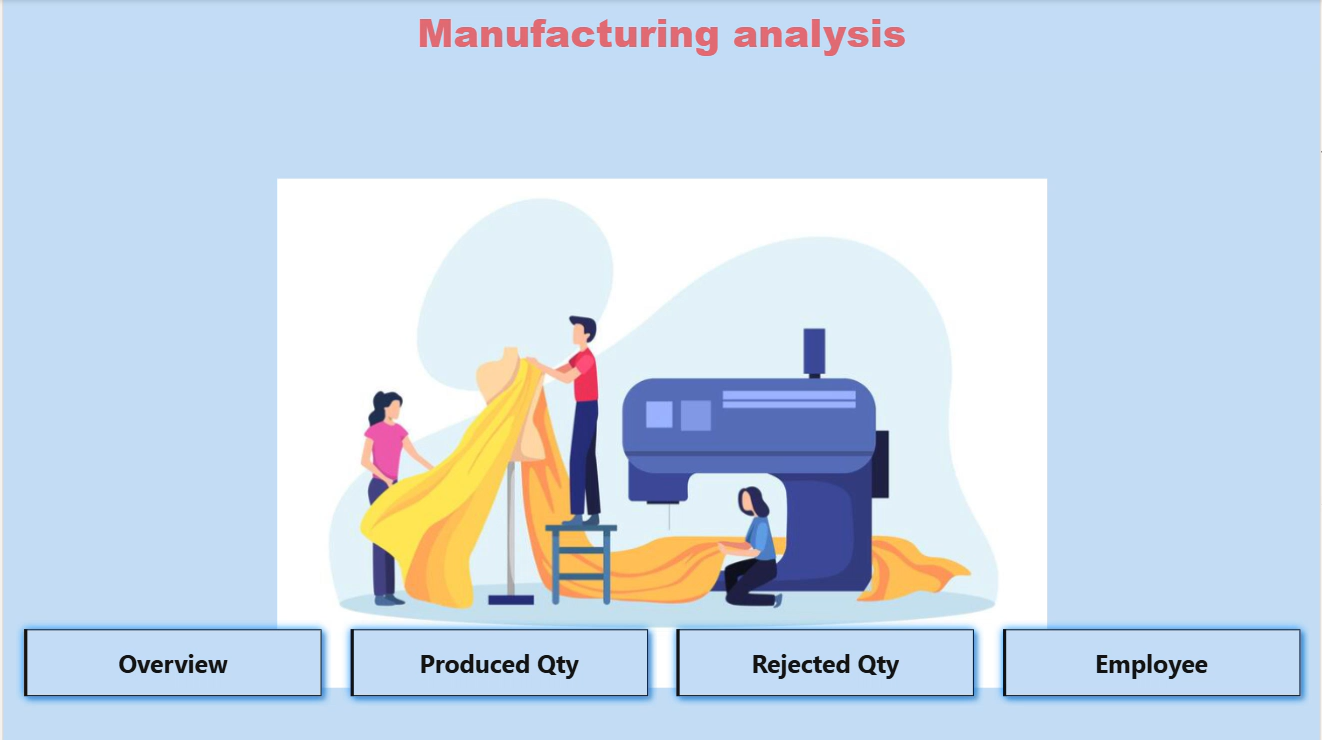 Manufacturing analysis
Overview
Produced Qty
Rejected Qty
Employee